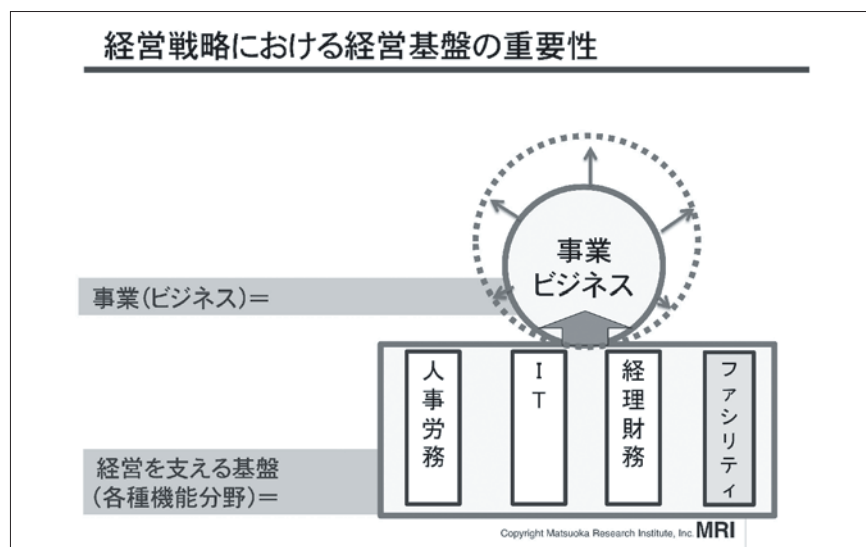 経営戦略における経営基盤の重要性
事業
ビジネス
事業(ビジネス)＝
人事労務
IT
経理財務
ファシリティ
経営を支える基盤
(各種機能分野)＝
Copyright Matsuoka Research Institute, Inc. MRI